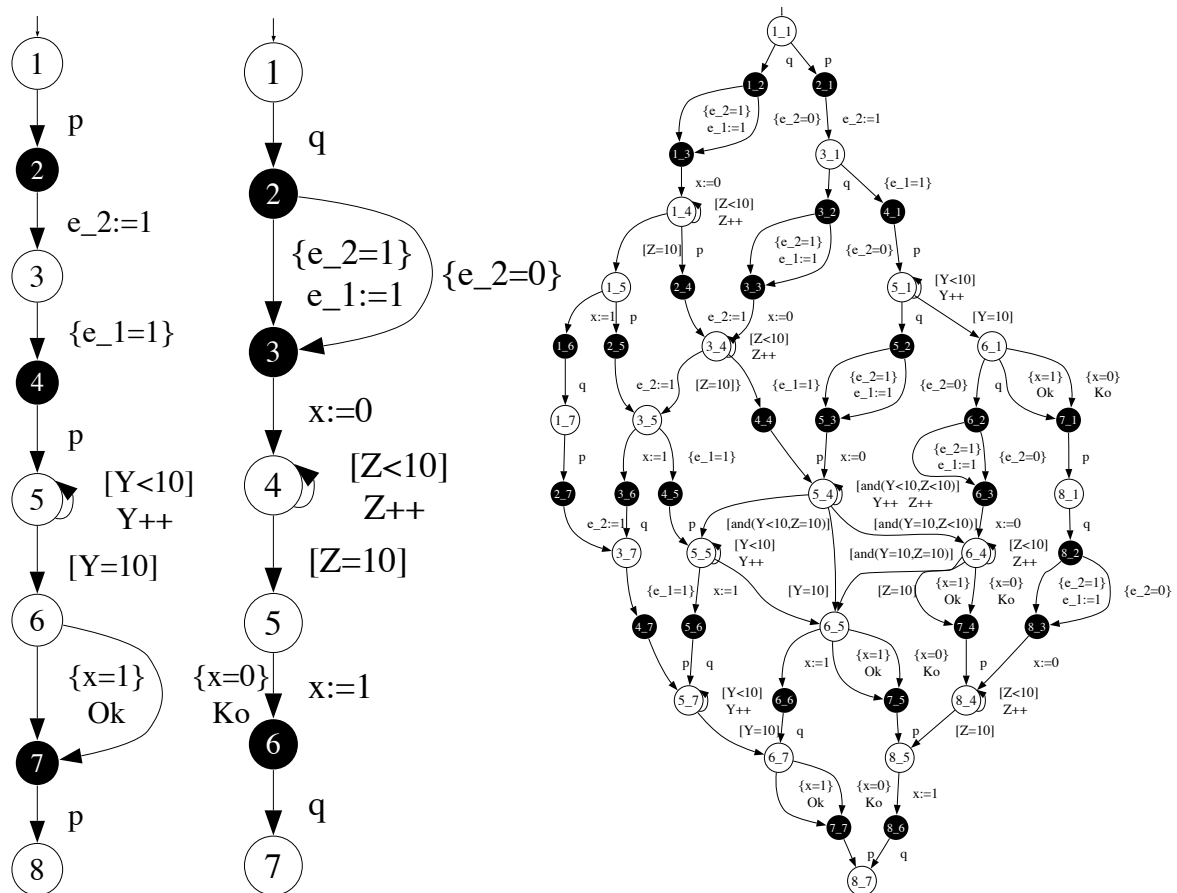 1
p
2
e_2:=1
3
{e_1=1}
4
p
5
[Y<10]
Y++
[Y=10]
6
{x=1}
Ok
{x=0}
Ko
7
p
8
1
q
2
{e_2=1}
e_1:=1
{e_2=0}
3
x:=0
4
[Z<10]
Z++
[Z=10]
5
x:=1
6
q
7
1_1
q
p
1_2
2_1
{e_2=1}
e_1:=1
{e_2=0}
e_2:=1
1_3
3_1
x:=0
q
{e_1=1}
1_4
[Z<10]
Z++
3_2
4_1
[Z=10]
p
{e_2=1}
e_1:=1
{e_2=0}
p
1_5
2_4
3_3
5_1
[Y<10]
Y++
x:=1
p
e_2:=1
x:=0
q
[Y=10]
1_6
2_5
3_4
[Z<10]
Z++
5_2
6_1
q
e_2:=1
[Z=10]}
{e_1=1}
{e_2=1}
e_1:=1
{e_2=0}
q
{x=1}
Ok
{x=0}
Ko
1_7
3_5
4_4
5_3
6_2
7_1
p
x:=1
{e_1=1}
p
x:=0
{e_2=1}
e_1:=1
{e_2=0}
p
2_7
3_6
4_5
5_4
[and(Y<10,Z<10)]
Y++ Z++
6_3
8_1
e_2:=1
q
p
[and(Y<10,Z=10)]
[and(Y=10,Z<10)]
x:=0
q
3_7
5_5
[Y<10]
Y++
[and(Y=10,Z=10)]
6_4
[Z<10]
Z++
8_2
{e_1=1}
x:=1
[Y=10]
[Z=10]
{x=1}
Ok
{x=0}
Ko
{e_2=1}
e_1:=1
{e_2=0}
4_7
5_6
6_5
7_4
8_3
p
q
x:=1
{x=1}
Ok
{x=0}
Ko
p
x:=0
5_7
[Y<10]
Y++
6_6
7_5
8_4
[Z<10]
Z++
[Y=10]
q
p
[Z=10]
6_7
8_5
{x=1}
Ok
{x=0}
Ko
x:=1
7_7
8_6
p
q
8_7